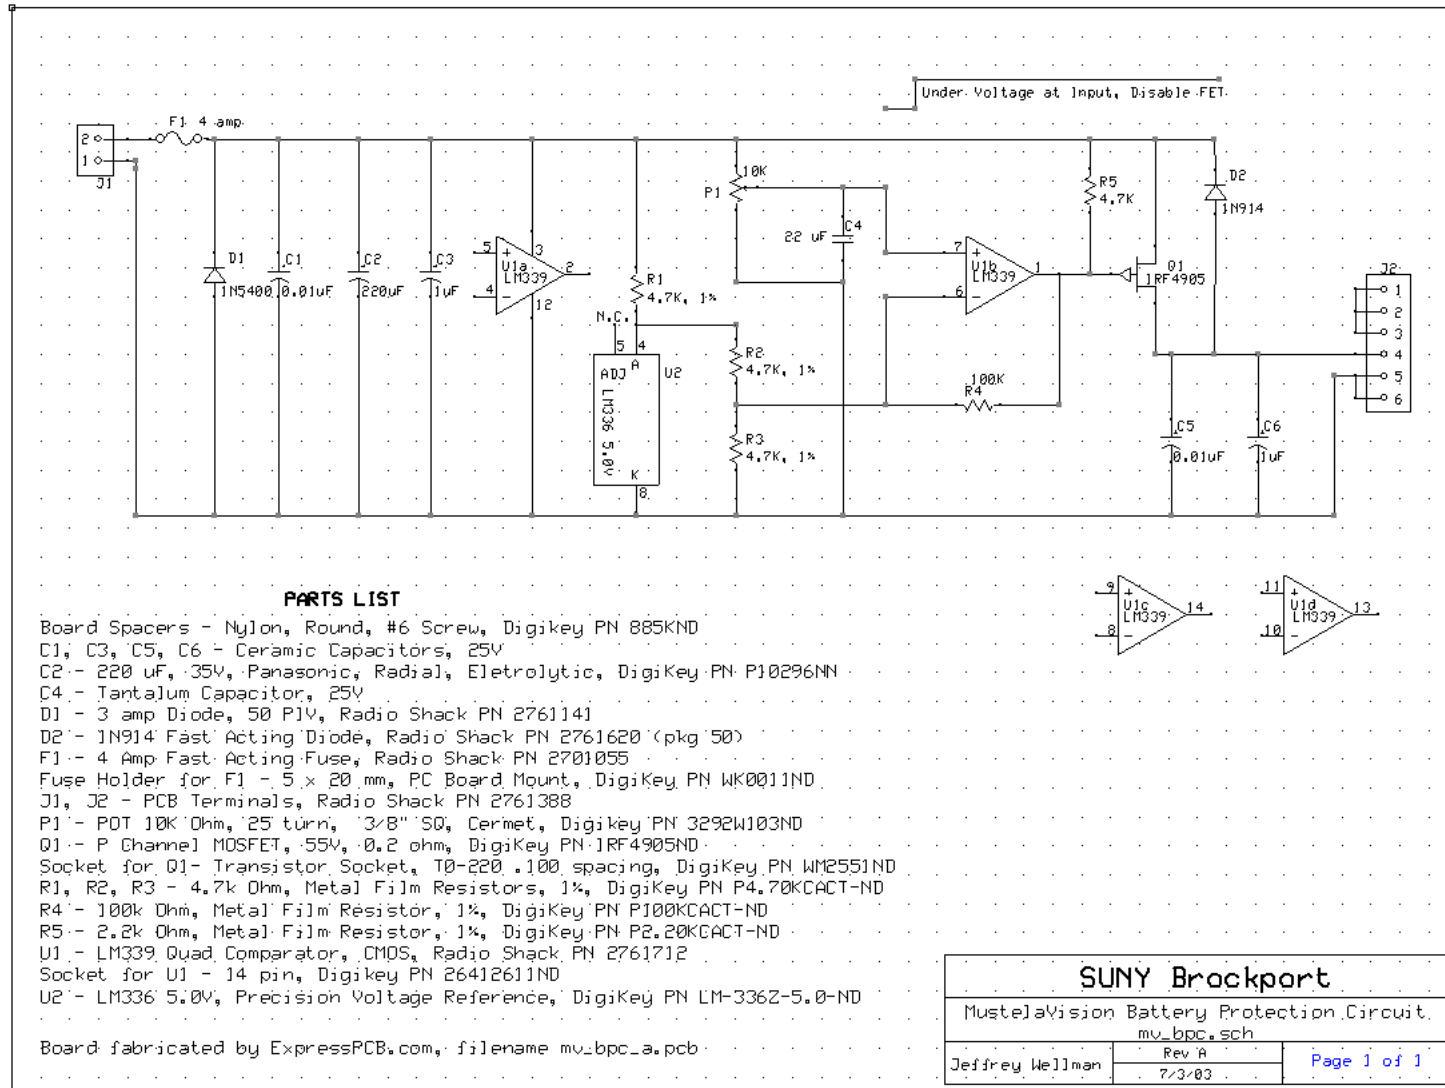 Under Voltage at Input, Disable FET
F1 4 amp
2
1
J1
D1
1N5400
C1
0.01uF
C2
220uF
C3
1uF
5
+
3
U1a
LM339
2
4
-
12
R1
4.7K, 1%
N.C.
5
4
ADJ
A
LM336 5.0V
K
8
U2
10K
P1
R2
4.7K, 1%
R3
4.7K, 1%
C4
22 uF
7
+
U1b
LM339
1
6
-
100K
R4
R5
4.7K
Q1
IRF4905
D2
1N914
C5
0.01uF
C6
1uF
J2
1
2
3
4
5
6
9
+
U1c
LM339
14
8
-
11
+
U1d
LM339
13
10
-
PARTS LIST
Board Spacers - Nylon, Round, #6 Screw, Digikey PN 885KND
C1, C3, C5, C6 - Ceramic Capacitors, 25V
C2 - 220 uF, 35V, Panasonic, Radial, Eletrolytic, DigiKey PN P10296NN
C4 - Tantalum Capacitor, 25V
D1 - 3 amp Diode, 50 PIV, Radio Shack PN 2761141
D2 - 1N914 Fast Acting Diode, Radio Shack PN 2761620 (pkg 50)
F1 - 4 Amp Fast Acting Fuse, Radio Shack PN 2701055
Fuse Holder for F1 - 5 x 20 mm, PC Board Mount, DigiKey PN WK0011ND
J1, J2 - PCB Terminals, Radio Shack PN 2761388
P1 - POT 10K Ohm, 25 turn, 3/8" SQ, Cermet, Digikey PN 3292W103ND
Q1 - P Channel MOSFET, 55V, 0.2 ohm, DigiKey PN IRF4905ND
Socket for Q1- Transistor Socket, TO-220 .100 spacing, DigiKey PN WM2551ND
R1, R2, R3 - 4.7k Ohm, Metal Film Resistors, 1%, DigiKey PN P4.70KCACT-ND
R4 - 100k Ohm, Metal Film Resistor, 1%, DigiKey PN P100KCACT-ND
R5 - 2.2k Ohm, Metal Film Resistor, 1%, DigiKey PN P2.20KCACT-ND
U1 - LM339 Quad Comparator, CMOS, Radio Shack PN 2761712
Socket for U1 - 14 pin, Digikey PN 26412611ND
U2 - LM336 5.0V, Precision Voltage Reference, DigiKey PN LM-336Z-5.0-ND
Board fabricated by ExpressPCB.com, filename mv_bpc_a.pcb
SUNY Brockport
MustelaVision Battery Protection Circuit
mv_bpc.sch
Jeffrey Wellman
Rev A
7/3/03
Page 1 of 1